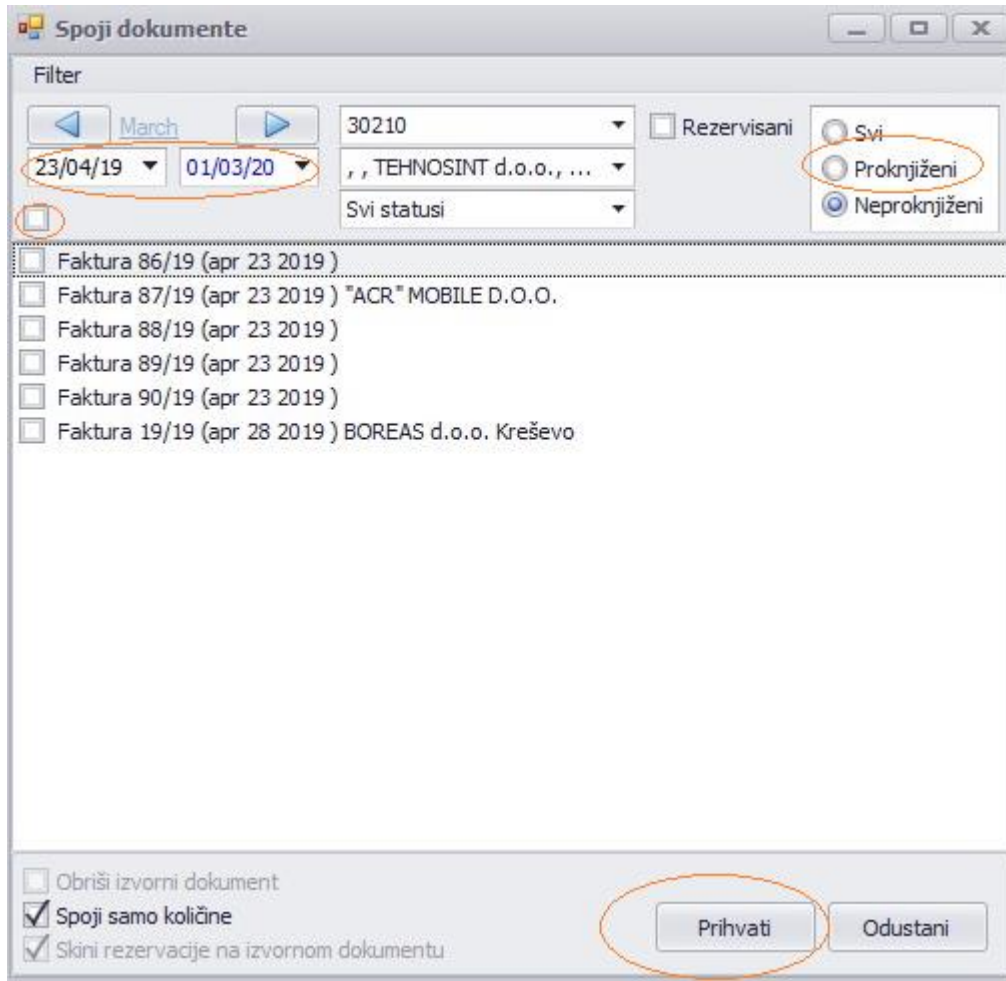 Spoji dokumente
Filter
March
30210
Rezervisani
Svi
23/04/19
01/03/20
, , TEHNOSINT d.o.o., ...
Proknjiženi
Svi statusi
Neproknjiženi
Faktura 86/19 (apr 23 2019 )
Faktura 87/19 (apr 23 2019 ) "ACR" MOBILE D.O.O.
Faktura 88/19 (apr 23 2019 )
Faktura 89/19 (apr 23 2019 )
Faktura 90/19 (apr 23 2019 )
Faktura 19/19 (apr 28 2019 ) BOREAS d.o.o. Kreševo
Obriši izvorni dokument
Spoji samo količine
Skini rezervacije na izvornom dokumentu
Prihvati
Odustani